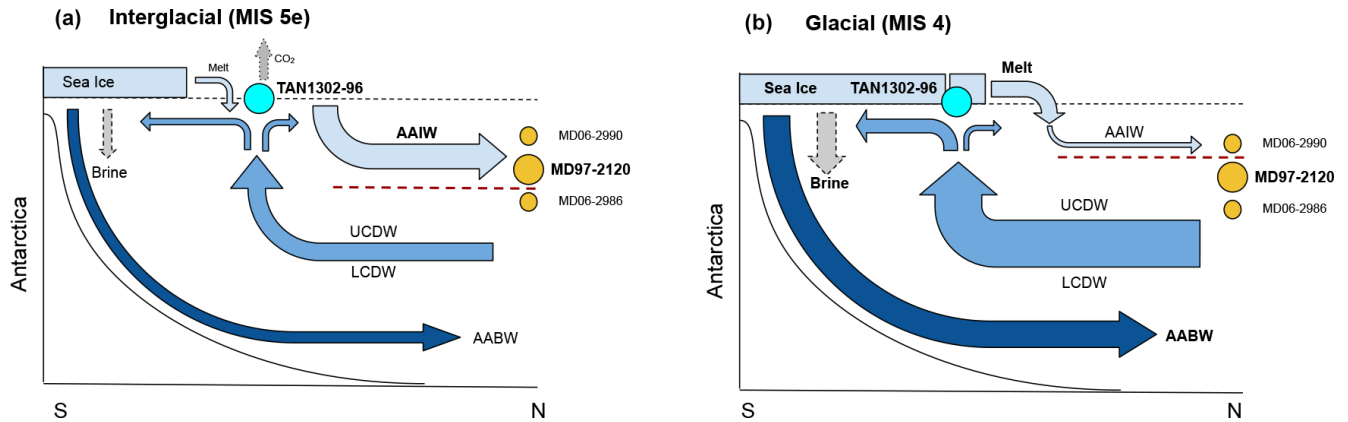 (a) Interglacial (MIS 5e)
CO₂
Sea Ice
Melt
TAN1302-96
AAIW
MD06-2990
MD97-2120
MD06-2986
Brine
UCDW
LCDW
AABW
Antarctica
S
N
(b) Glacial (MIS 4)
Sea Ice
TAN1302-96
Melt
AAIW
MD06-2990
MD97-2120
MD06-2986
Brine
UCDW
LCDW
AABW
Antarctica
S
N